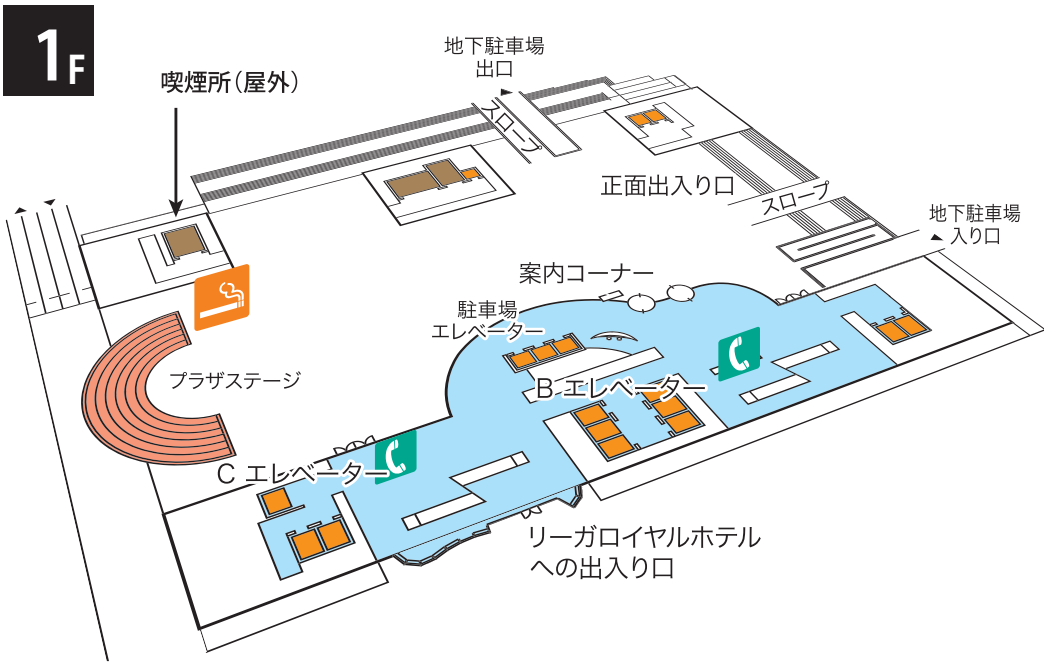 1F
地下駐車場
出口
喫煙所(屋外)
スロープ
正面出入り口
スロープ
地下駐車場
入り口
案内コーナー
駐車場
エレベーター
プラザステージ
B エレベーター
C エレベーター
リーガロイヤルホテル
への出入り口